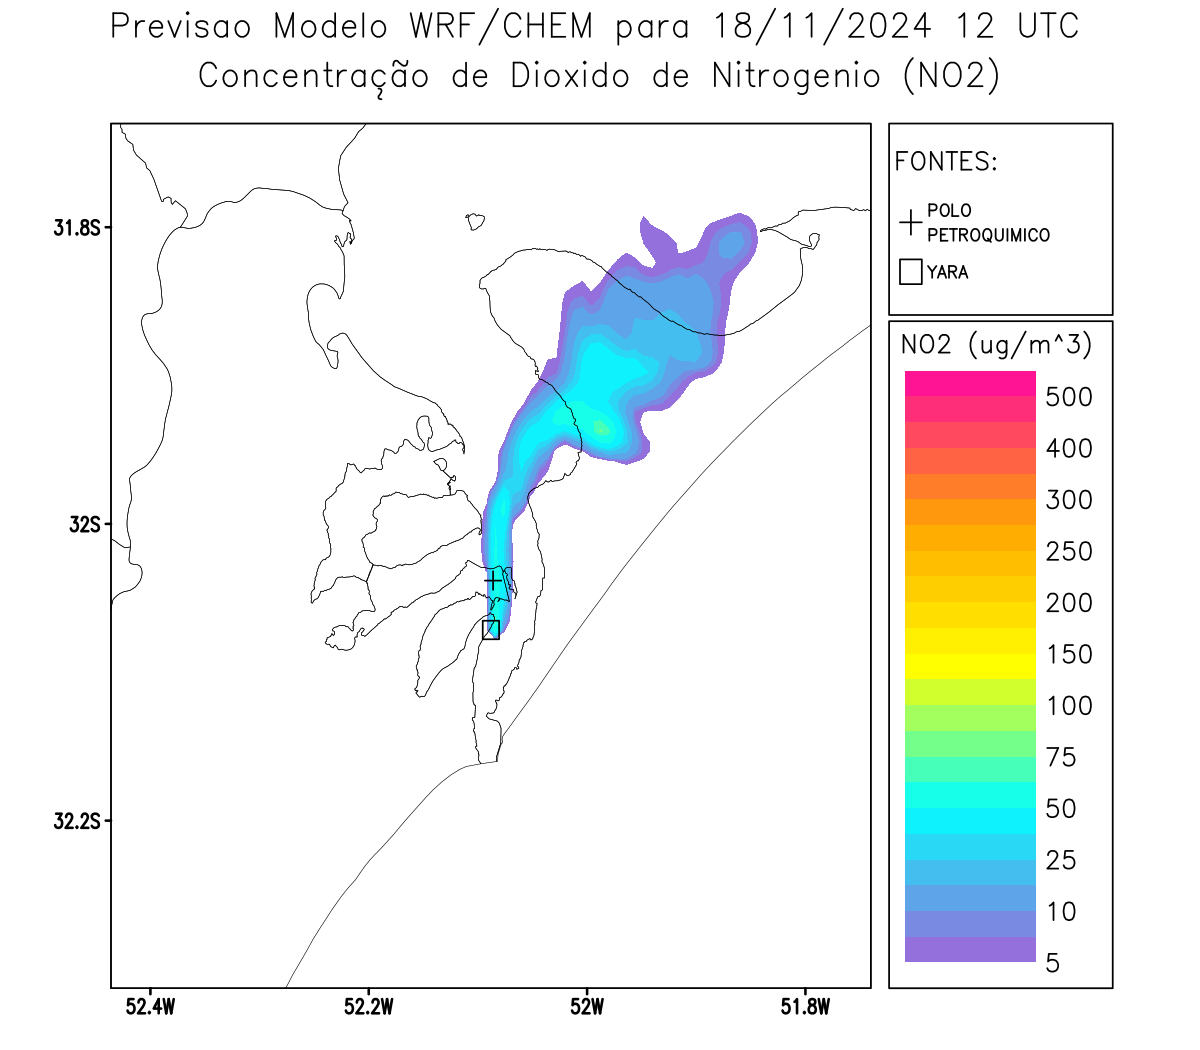 Previsao Modelo WRF/CHEM para 18/11/2024 12 UTC
Concentração de Dioxido de Nitrogenio (NO2)
FONTES:
POLO
PETROQUIMICO
YARA
NO2 (ug/m^3)
500
400
300
250
200
150
100
75
50
25
10
5
31.8S
32S
32.2S
52.4W
52.2W
52W
51.8W